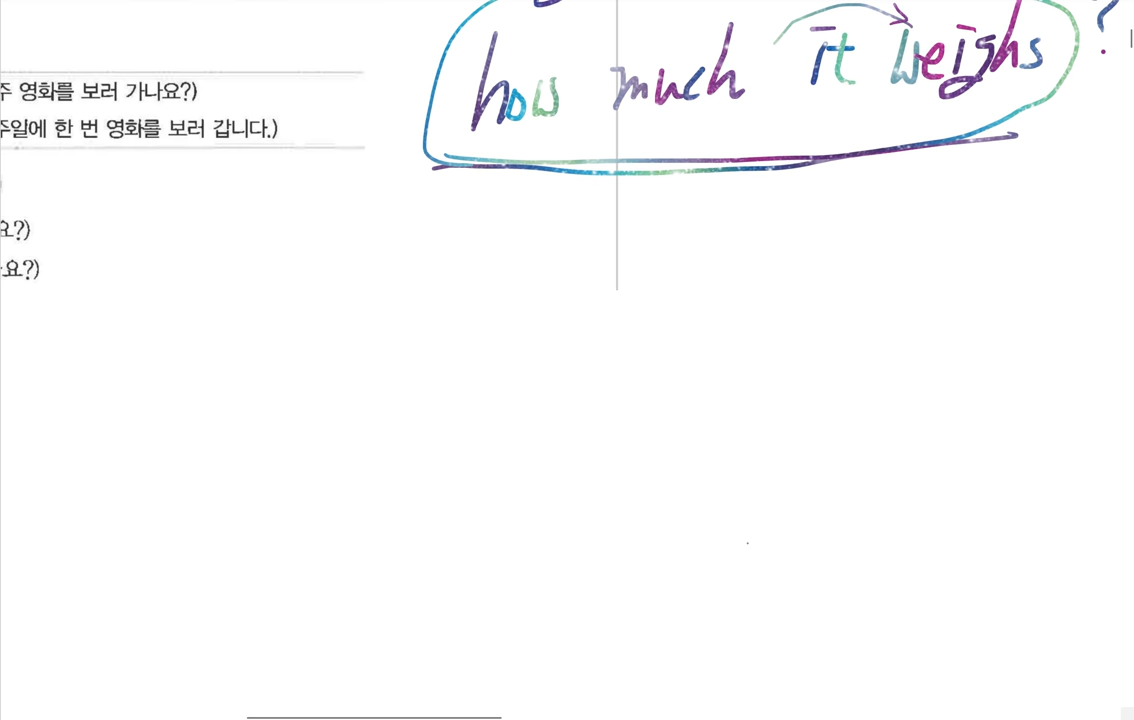 how much it weighs ?
주 영화를 보러 가나요?)
주일에 한 번 영화를 보러 갑니다.)
요?)
요?)